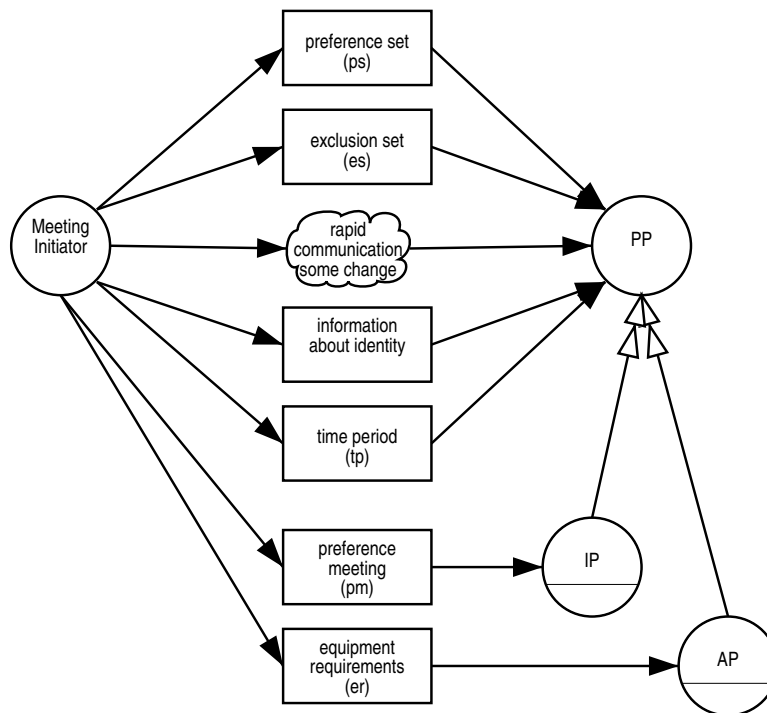 preference set
(ps)
exclusion set
(es)
Meeting
Initiator
rapid
communication
some change
PP
information
about identity
time period
(tp)
preference
meeting
(pm)
IP
equipment
requirements
(er)
AP